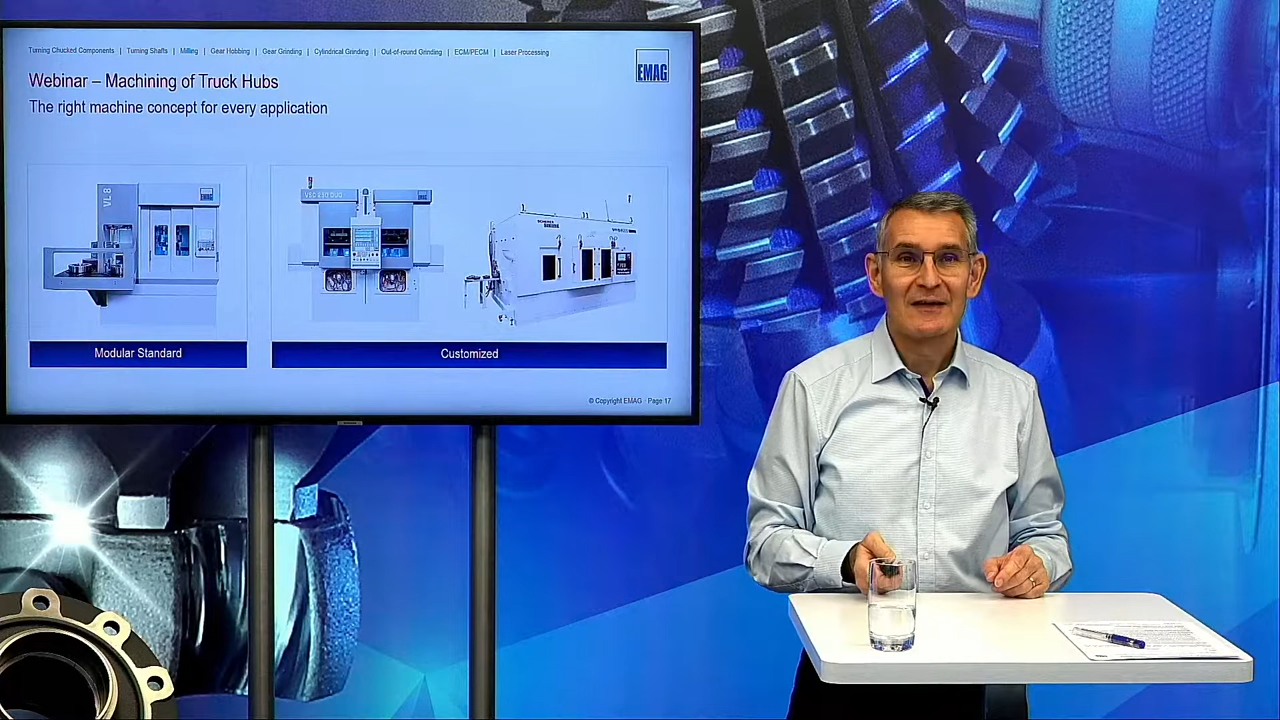 Turning Chucked Components | Turning Shafts | Milling | Gear Hobbing | Gear Grinding | Cylindrical Grinding | Out-of-round Grinding | ECM/PECM | Laser Processing
EMAG
Webinar – Machining of Truck Hubs
The right machine concept for every application
VL 8
EMAG
EMAG
Modular Standard
Customized
© Copyright EMAG - Page 17